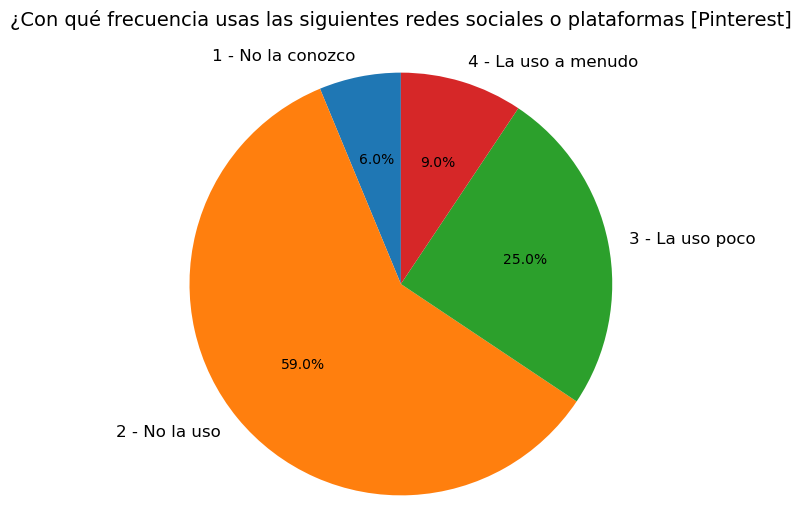 ¿Con qué frecuencia usas las siguientes redes sociales o plataformas [Pinterest]
1 - No la conozco
4 - La uso a menudo
6.0%
9.0%
3 - La uso poco
25.0%
59.0%
2 - No la uso